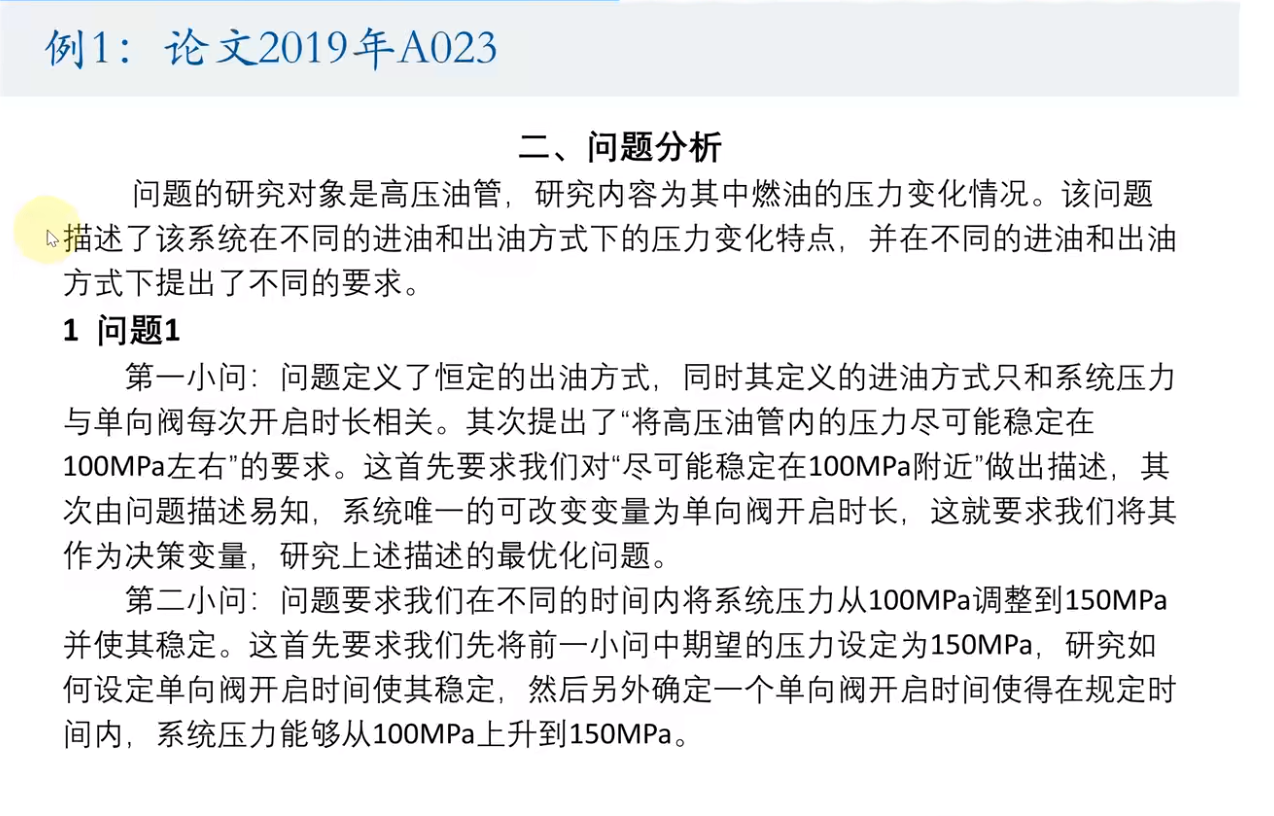 例1：论文2019年A023
二、问题分析
问题的研究对象是高压油管，研究内容为其中燃油的压力变化情况。该问题
描述了该系统在不同的进油和出油方式下的压力变化特点，并在不同的进油和出油
方式下提出了不同的要求。
1 问题1
第一小问：问题定义了恒定的出油方式，同时其定义的进油方式只和系统压力
与单向阀每次开启时长相关。其次提出了“将高压油管内的压力尽可能稳定在
100MPa左右”的要求。这首先要求我们对“尽可能稳定在100MPa附近”做出描述，其
次由问题描述易知，系统唯一的可改变变量为单向阀开启时长，这就要求我们将其
作为决策变量，研究上述描述的最优化问题。
第二小问：问题要求我们在不同的时间内将系统压力从100MPa调整到150MPa
并使其稳定。这首先要求我们先将前一小问中期望的压力设定为150MPa，研究如
何设定单向阀开启时间使其稳定，然后另外确定一个单向阀开启时间使得在规定时
间内，系统压力能够从100MPa上升到150MPa。